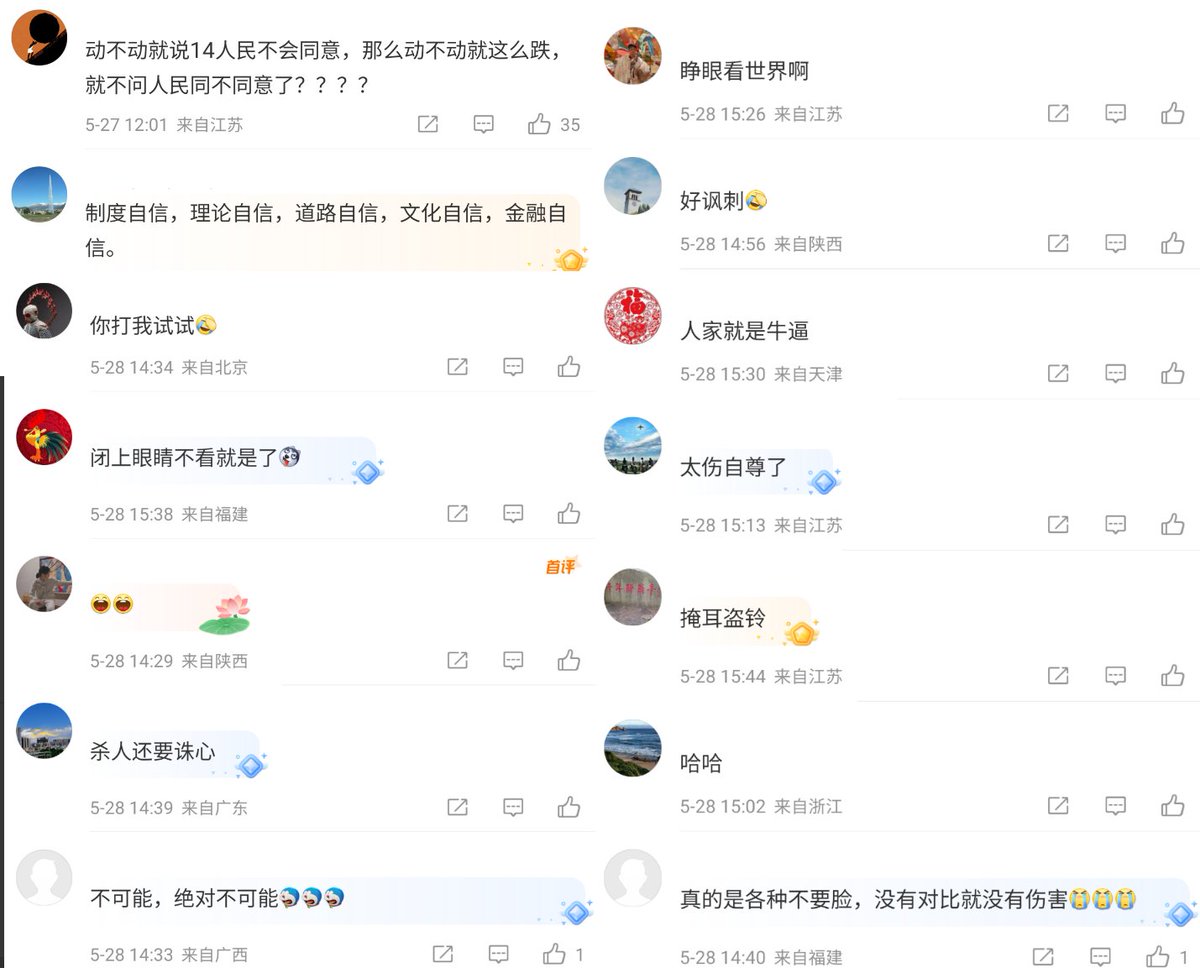 动不动就说14人民不会同意，那么动不动就这么跌，
就不问人民同不同意了？？？？
5-27 12:01 来自江苏
35
制度自信，理论自信，道路自信，文化自信，金融自
信。
你打我试试🤣
5-28 14:34 来自北京
闭上眼睛不看就是了
5-28 15:38 来自福建
首评
5-28 14:29 来自陕西
杀人还要诛心
5-28 14:39 来自广东
不可能，绝对不可能
5-28 14:33 来自广西
1
睁眼看世界啊
5-28 15:26 来自江苏
好讽刺🤣
5-28 14:56 来自陕西
福
人家就是牛逼
5-28 15:30 来自天津
太伤自尊了
5-28 15:13 来自江苏
掩耳盗铃
5-28 15:44 来自江苏
哈哈
5-28 15:02 来自浙江
真的是各种不要脸，没有对比就没有伤害😭😭😭
5-28 14:40 来自福建
1